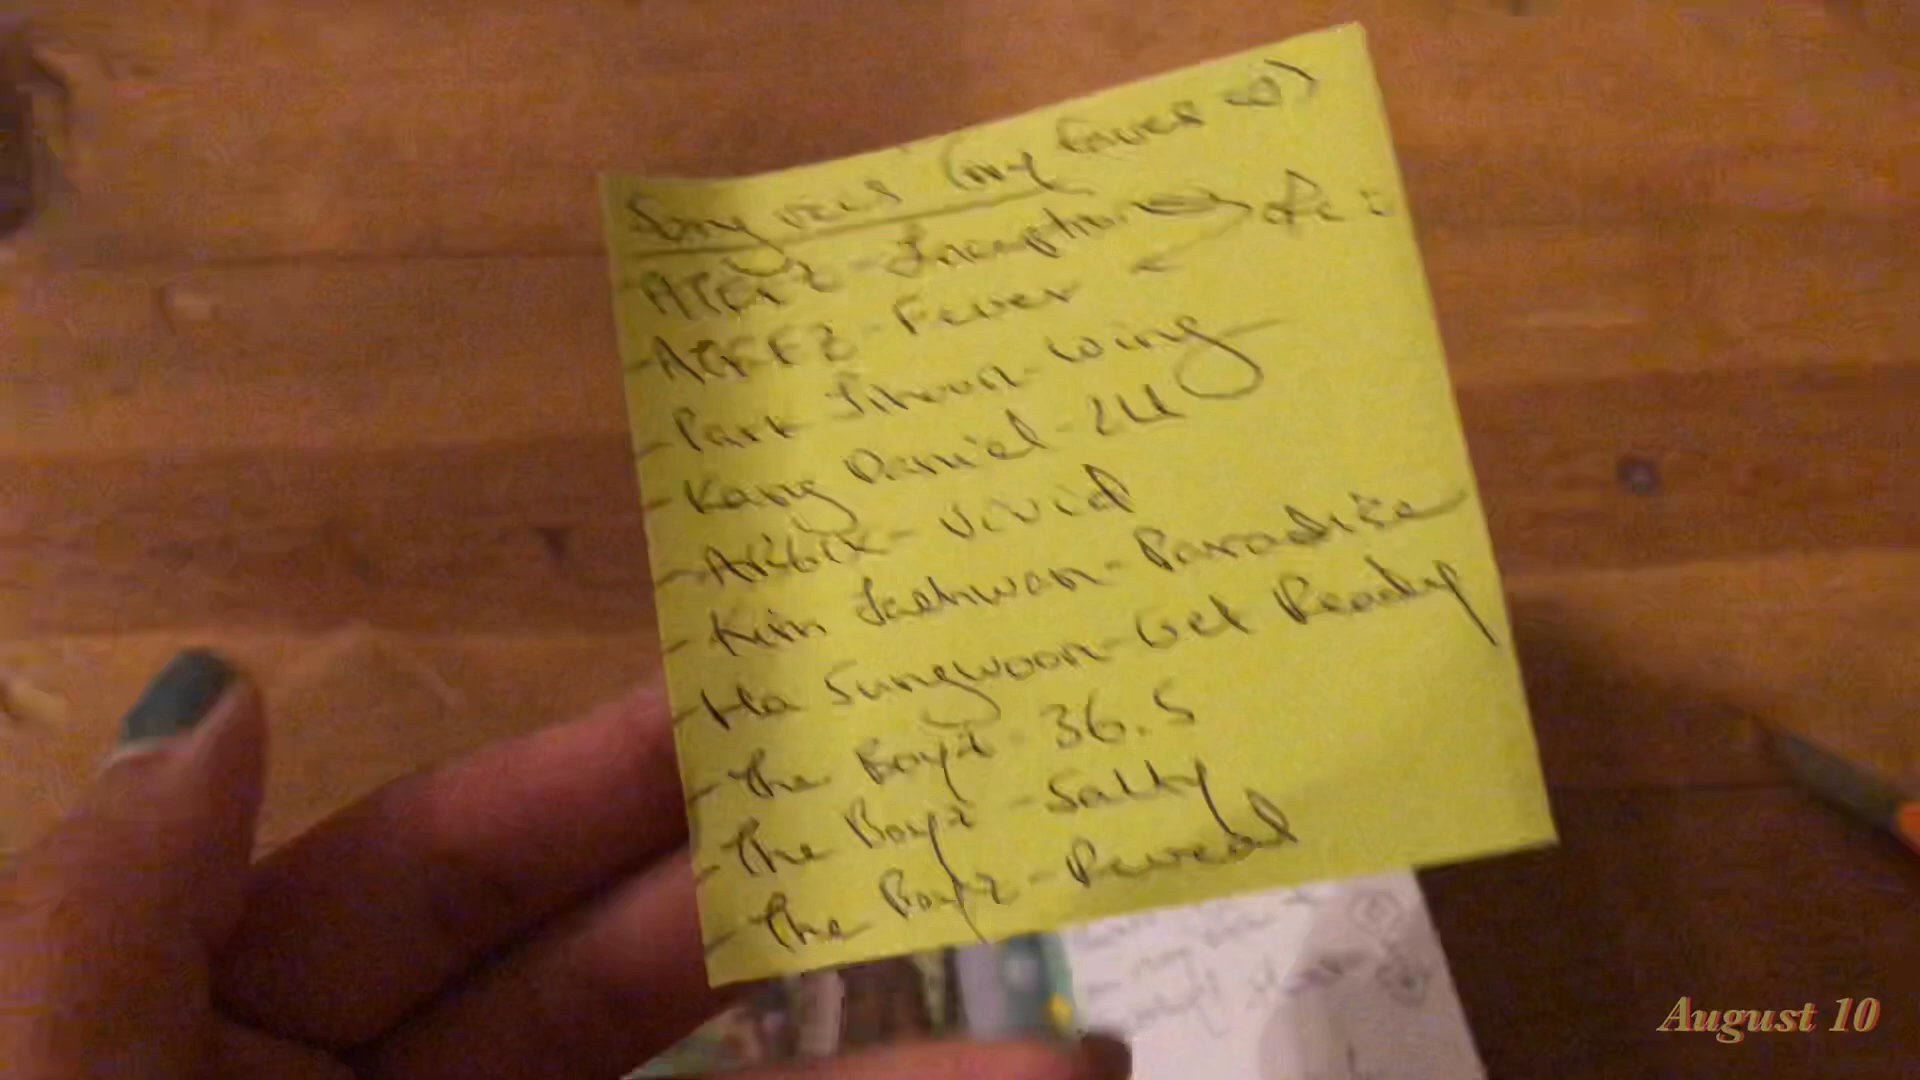 Song recs (my faves <3)
- ATEEZ - Inception
- ATEEZ - Fever
- Park Jihoon - Wing
- Kang Daniel - 2U
- AB6IX - Vivid
- Kim Jaehwan - Paradise
- Ha Sungwoon - Get Ready
- The Boyz - 36.5
- The Boyz - Salty
- The Boyz - Reveal
August 10